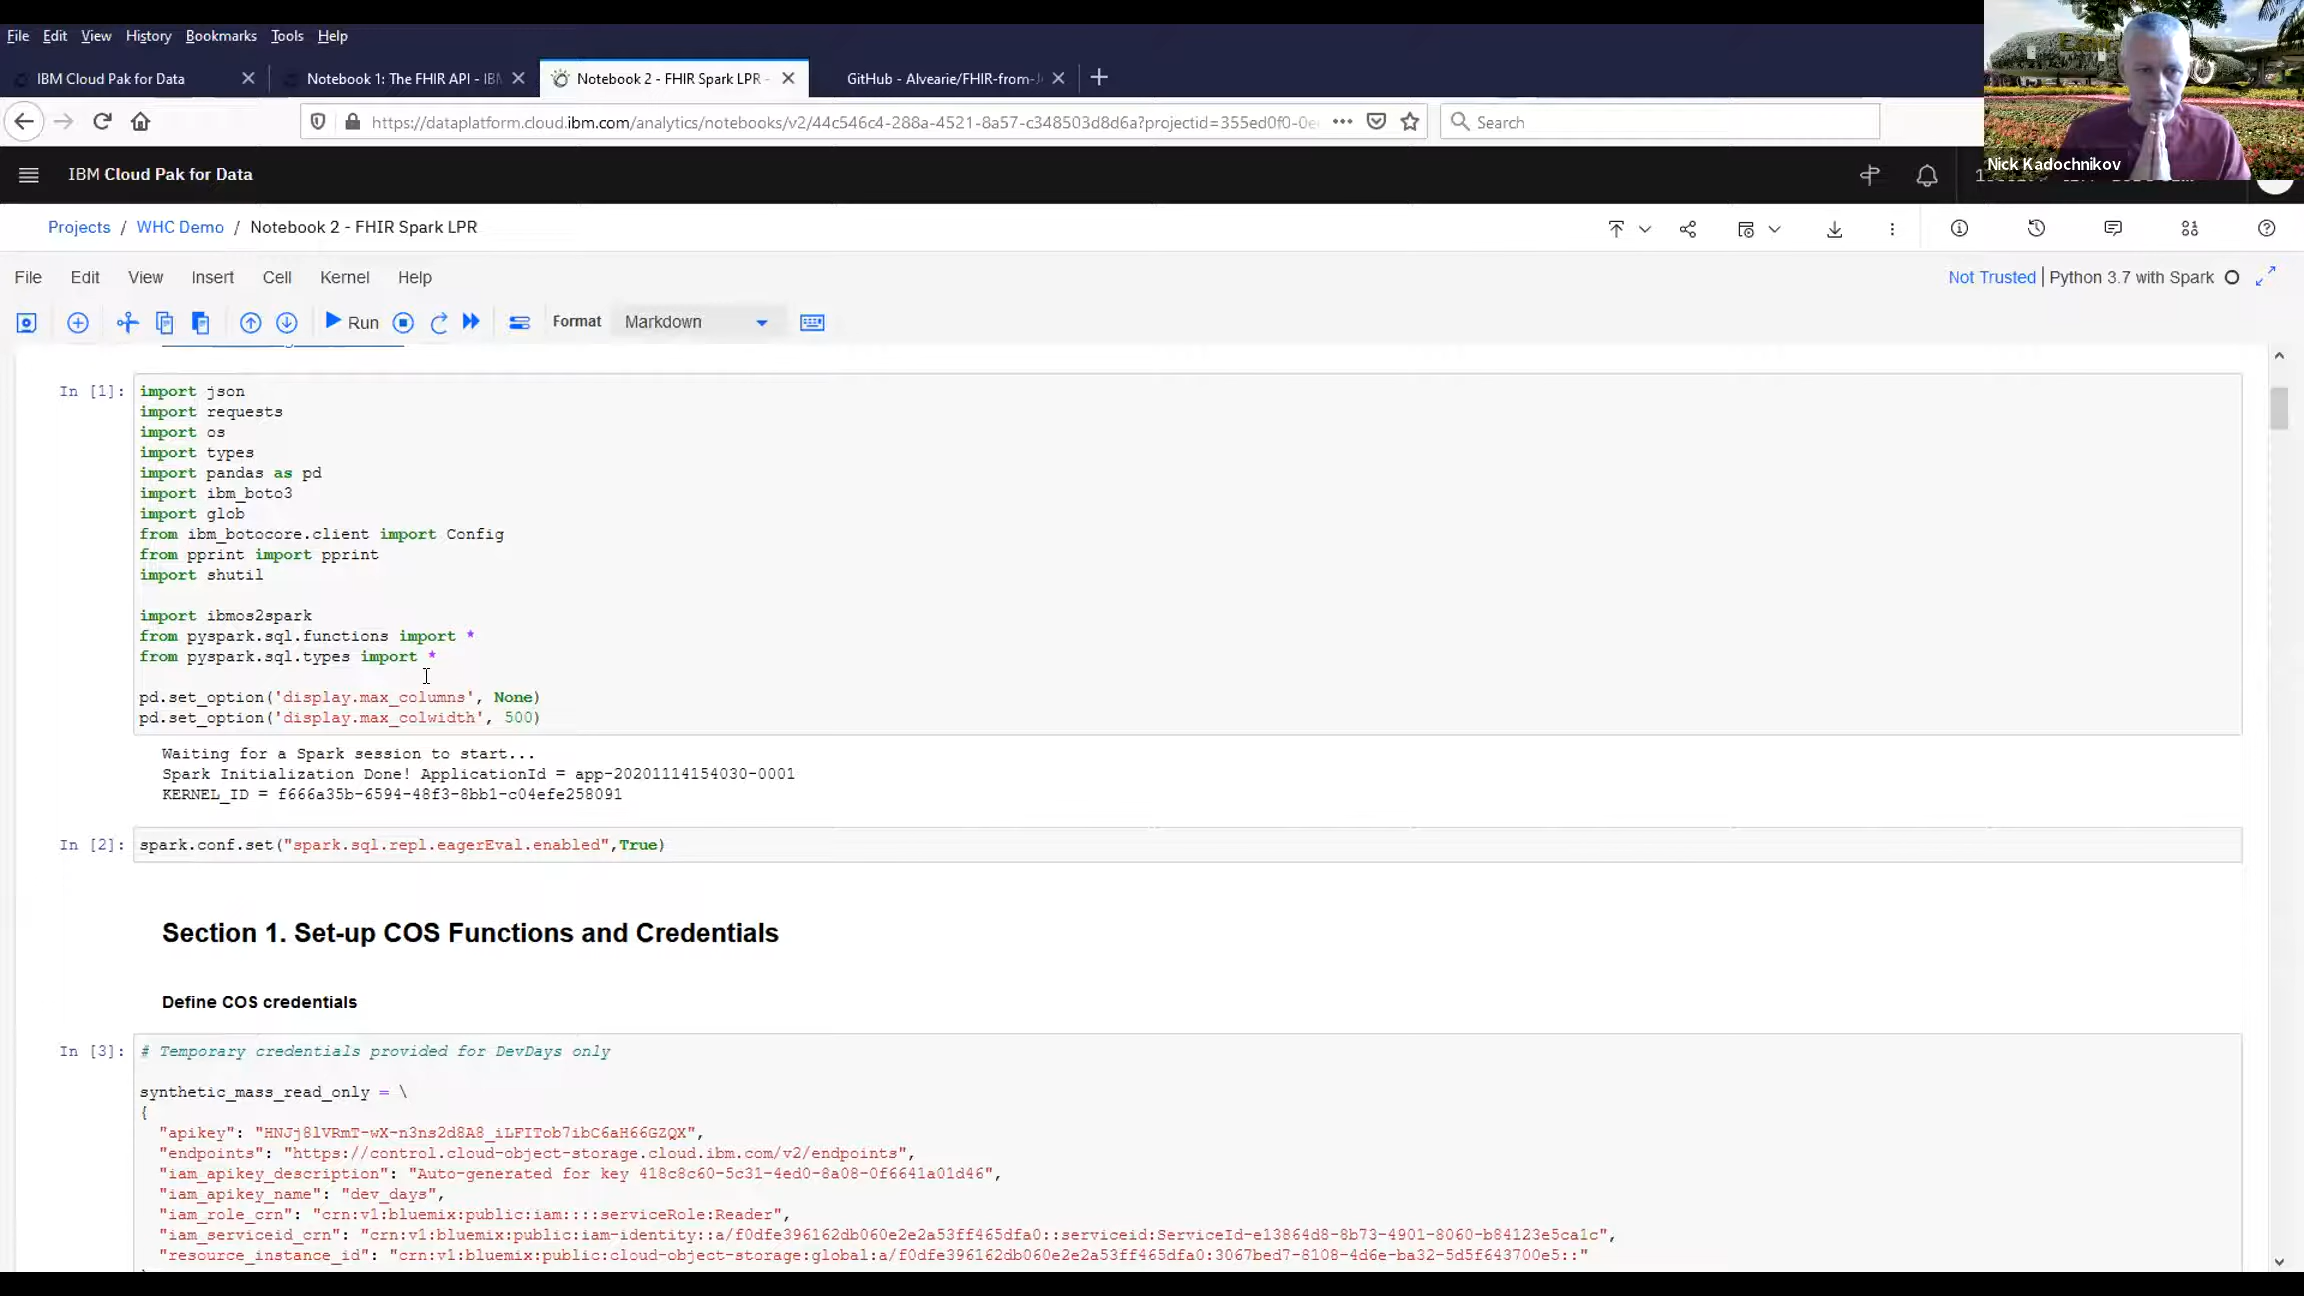 File Edit View History Bookmarks Tools Help
IBM Cloud Pak for Data
Notebook 1: The FHIR API - IB
Notebook 2 - FHIR Spark LPR -
GitHub - Alvearie/FHIR-from-
https://dataplatform.cloud.ibm.com/analytics/notebooks/v2/44c546c4-288a-4521-8a57-c348503d8d6a?projectid=355ed0f0-0e
Search
Nick Kadochnikov
IBM Cloud Pak for Data
Projects / WHC Demo / Notebook 2 - FHIR Spark LPR
File Edit View Insert Cell Kernel Help
Not Trusted | Python 3.7 with Spark
Run
Format Markdown
In [1]: import json
import requests
import os
import types
import pandas as pd
import ibm_boto3
import glob
from ibm_botocore.client import Config
from pprint import pprint
import shutil
import ibmos2spark
from pyspark.sql.functions import *
from pyspark.sql.types import *
pd.set_option('display.max_columns', None)
pd.set_option('display.max_colwidth', 500)
Waiting for a Spark session to start...
Spark Initialization Done! ApplicationId = app-20201114154030-0001
KERNEL_ID = f666a35b-6594-48f3-8bb1-c04efe258091
In [2]: spark.conf.set("spark.sql.repl.eagerEval.enabled",True)
Section 1. Set-up COS Functions and Credentials
Define COS credentials
In [3]: # Temporary credentials provided for DevDays only
synthetic_mass_read_only = \
{
"apikey": "HNJj8lVRmT-wX-n3ns2d8A8_iLFITob7ibC6aH66GZQX",
"endpoints": "https://control.cloud-object-storage.cloud.ibm.com/v2/endpoints",
"iam_apikey_description": "Auto-generated for key 418c8c60-5c31-4ed0-8a08-0f6641a01d46",
"iam_apikey_name": "dev_days",
"iam_role_crn": "crn:v1:bluemix:public:iam::::serviceRole:Reader",
"iam_serviceid_crn": "crn:v1:bluemix:public:iam-identity::a/f0dfe396162db060e2e2a53ff465dfa0::serviceid:ServiceId-e13864d8-8b73-4901-8060-b84123e5ca1c",
"resource_instance_id": "crn:v1:bluemix:public:cloud-object-storage:global:a/f0dfe396162db060e2e2a53ff465dfa0:3067bed7-8108-4d6e-ba32-5d5f643700e5::"